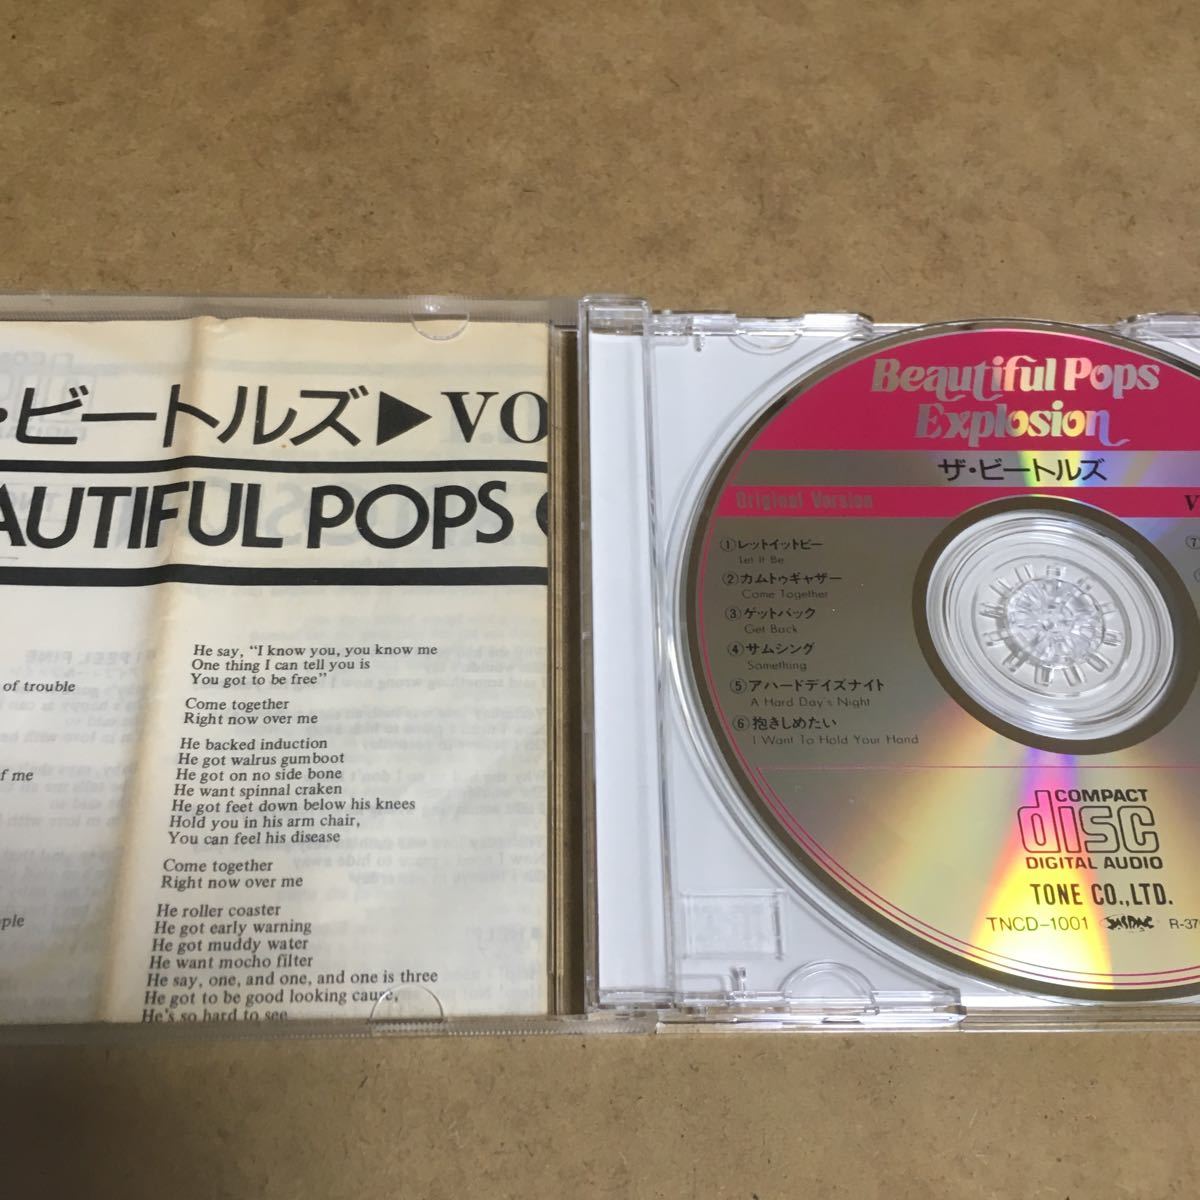 ・ビートルズ▶VO
AUTIFUL POPS
of trouble
f me
ple
He say, "I know you, you know me
One thing I can tell you is
You got to be free"
Come together
Right now over me
He backed induction
He got walrus gumboot
He got on no side bone
He want spinnal craken
He got feet down below his knees
Hold you in his arm chair,
You can feel his disease
Come together
Right now over me
He roller coaster
He got early warning
He got muddy water
He want mocho filter
He say, one, and one, and one is three
He got to be good looking cause,
He's so hard to see
Beautiful Pops
Explosion
ザ・ビートルズ
Original Version
V
①レットイットビー
Let It Be
②カムトゥギャザー
Come Together
③ゲットバック
Get Back
④サムシング
Something
⑤アハードデイズナイト
A Hard Day's Night
⑥抱きしめたい
I Want To Hold Your Hand
⑦
COMPACT
disc
DIGITAL AUDIO
TONE CO.,LTD.
TNCD-1001 JASRAC R-37